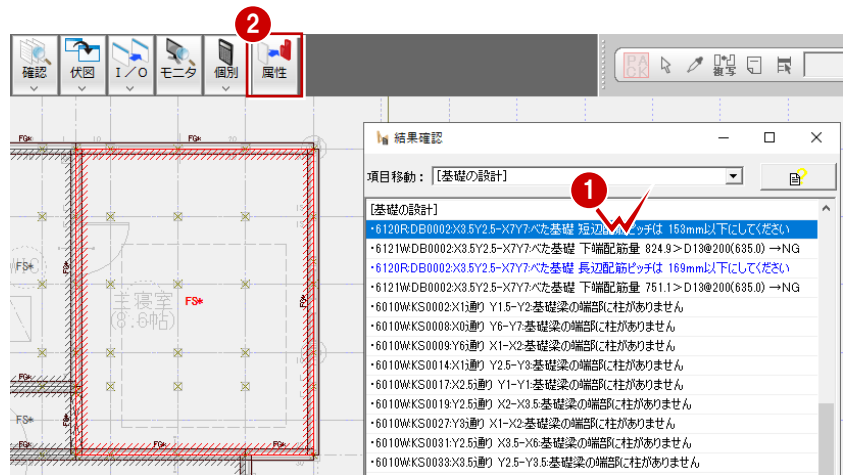 2
確認 伏図 I／O モニタ 個別 属性
PACK 複写
FG* 10 FG* 70
結果確認
項目移動： [基礎の設計]
1
[基礎の設計]
・6120R:DB0002:X3.5Y2.5-X7Y7:べた基礎 短辺配筋ピッチは 153mm以下にしてください
・6121W:DB0002:X3.5Y2.5-X7Y7:べた基礎 下端配筋量 824.9＞D13@200(635.0) →NG
・6120R:DB0002:X3.5Y2.5-X7Y7:べた基礎 長辺配筋ピッチは 169mm以下にしてください
・6121W:DB0002:X3.5Y2.5-X7Y7:べた基礎 下端配筋量 751.1＞D13@200(635.0) →NG
・6010W:KS0002:X1通り Y1.5-Y2:基礎梁の端部に柱がありません
・6010W:KS0008:X0通り Y6-Y7:基礎梁の端部に柱がありません
・6010W:KS0009:Y6通り X1-X2:基礎梁の端部に柱がありません
・6010W:KS0014:X1通り Y2.5-Y3:基礎梁の端部に柱がありません
・6010W:KS0017:X2.5通り Y1-Y1:基礎梁の端部に柱がありません
・6010W:KS0019:Y2.5通り X2-X3.5:基礎梁の端部に柱がありません
・6010W:KS0027:Y3通り X1-X2:基礎梁の端部に柱がありません
・6010W:KS0031:Y2.5通り X3.5-X6:基礎梁の端部に柱がありません
・6010W:KS0033:X3.5通り Y2.5-Y3.5:基礎梁の端部に柱がありません
FS*
主寝室 FS*
(8.6帖)
FG*
FS*
FG* FG* FG*